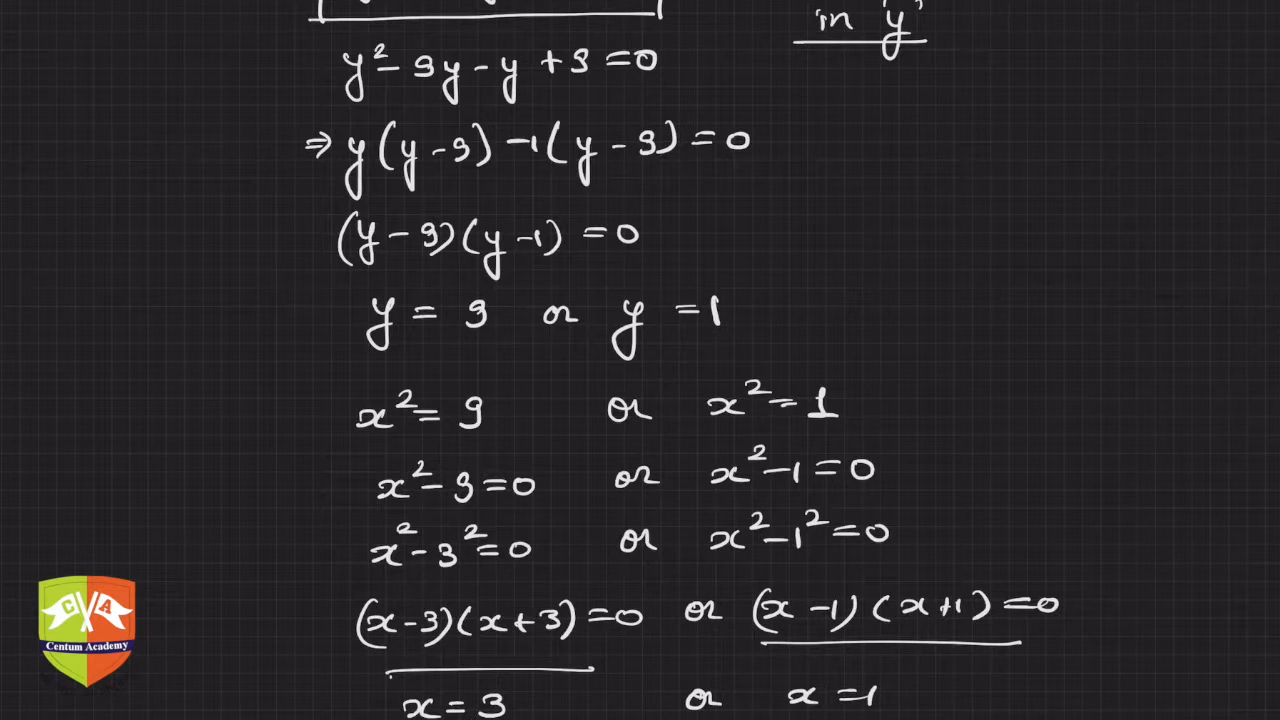 in 'y'
y² - 9y - y + 9 = 0
⇒ y(y - 9) - 1(y - 9) = 0
(y - 9)(y - 1) = 0
y = 9 or y = 1
x² = 9 or x² = 1
x² - 9 = 0 or x² - 1 = 0
x² - 3² = 0 or x² - 1² = 0
(x - 3)(x + 3) = 0 or (x - 1)(x + 1) = 0
x = 3 or x = 1
C A
Centum Academy